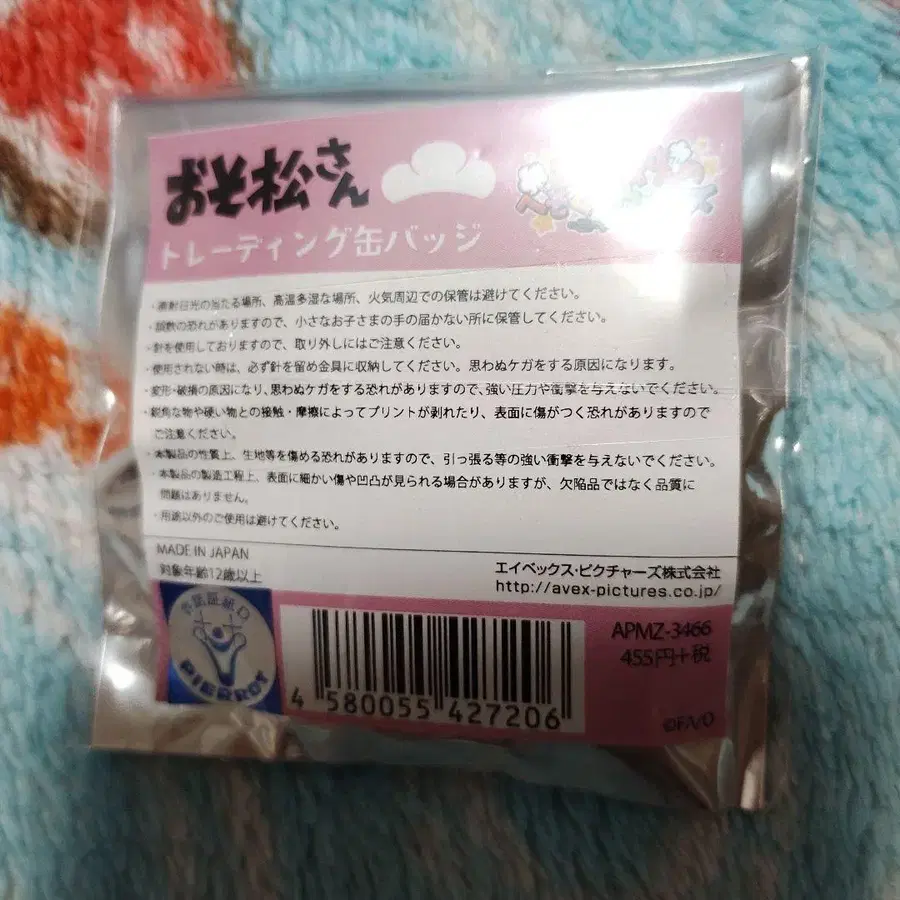 おそ松さん
トレーディング缶バッジ
・直射日光の当たる場所、高温多湿な場所、火気周辺での保管は避けてください。
・誤飲の恐れがありますので、小さなお子さまの手の届かない所に保管してください。
・針を使用しておりますので、取り外しにはご注意ください。
・使用されない時は、必ず針を留め金具に収納してください。思わぬケガをする原因になります。
・変形・破損の原因になり、思わぬケガをする恐れがありますので、強い圧力や衝撃を与えないでください。
・鋭角な物や硬い物との接触・摩擦によってプリントが剥れたり、表面に傷がつく恐れがありますので
ご注意ください。
・本製品の性質上、生地等を傷める恐れがありますので、引っ張る等の強い衝撃を与えないでください。
・本製品の製造工程上、表面に細かい傷や凹凸が見られる場合がありますが、欠陥品ではなく品質に
問題はありません。
・用途以外のご使用は避けてください。
MADE IN JAPAN
対象年齢12歳以上
エイベックス・ピクチャーズ株式会社
http://avex-pictures.co.jp/
PIERROT
4 580055 427206
APMZ-3466
455円+税